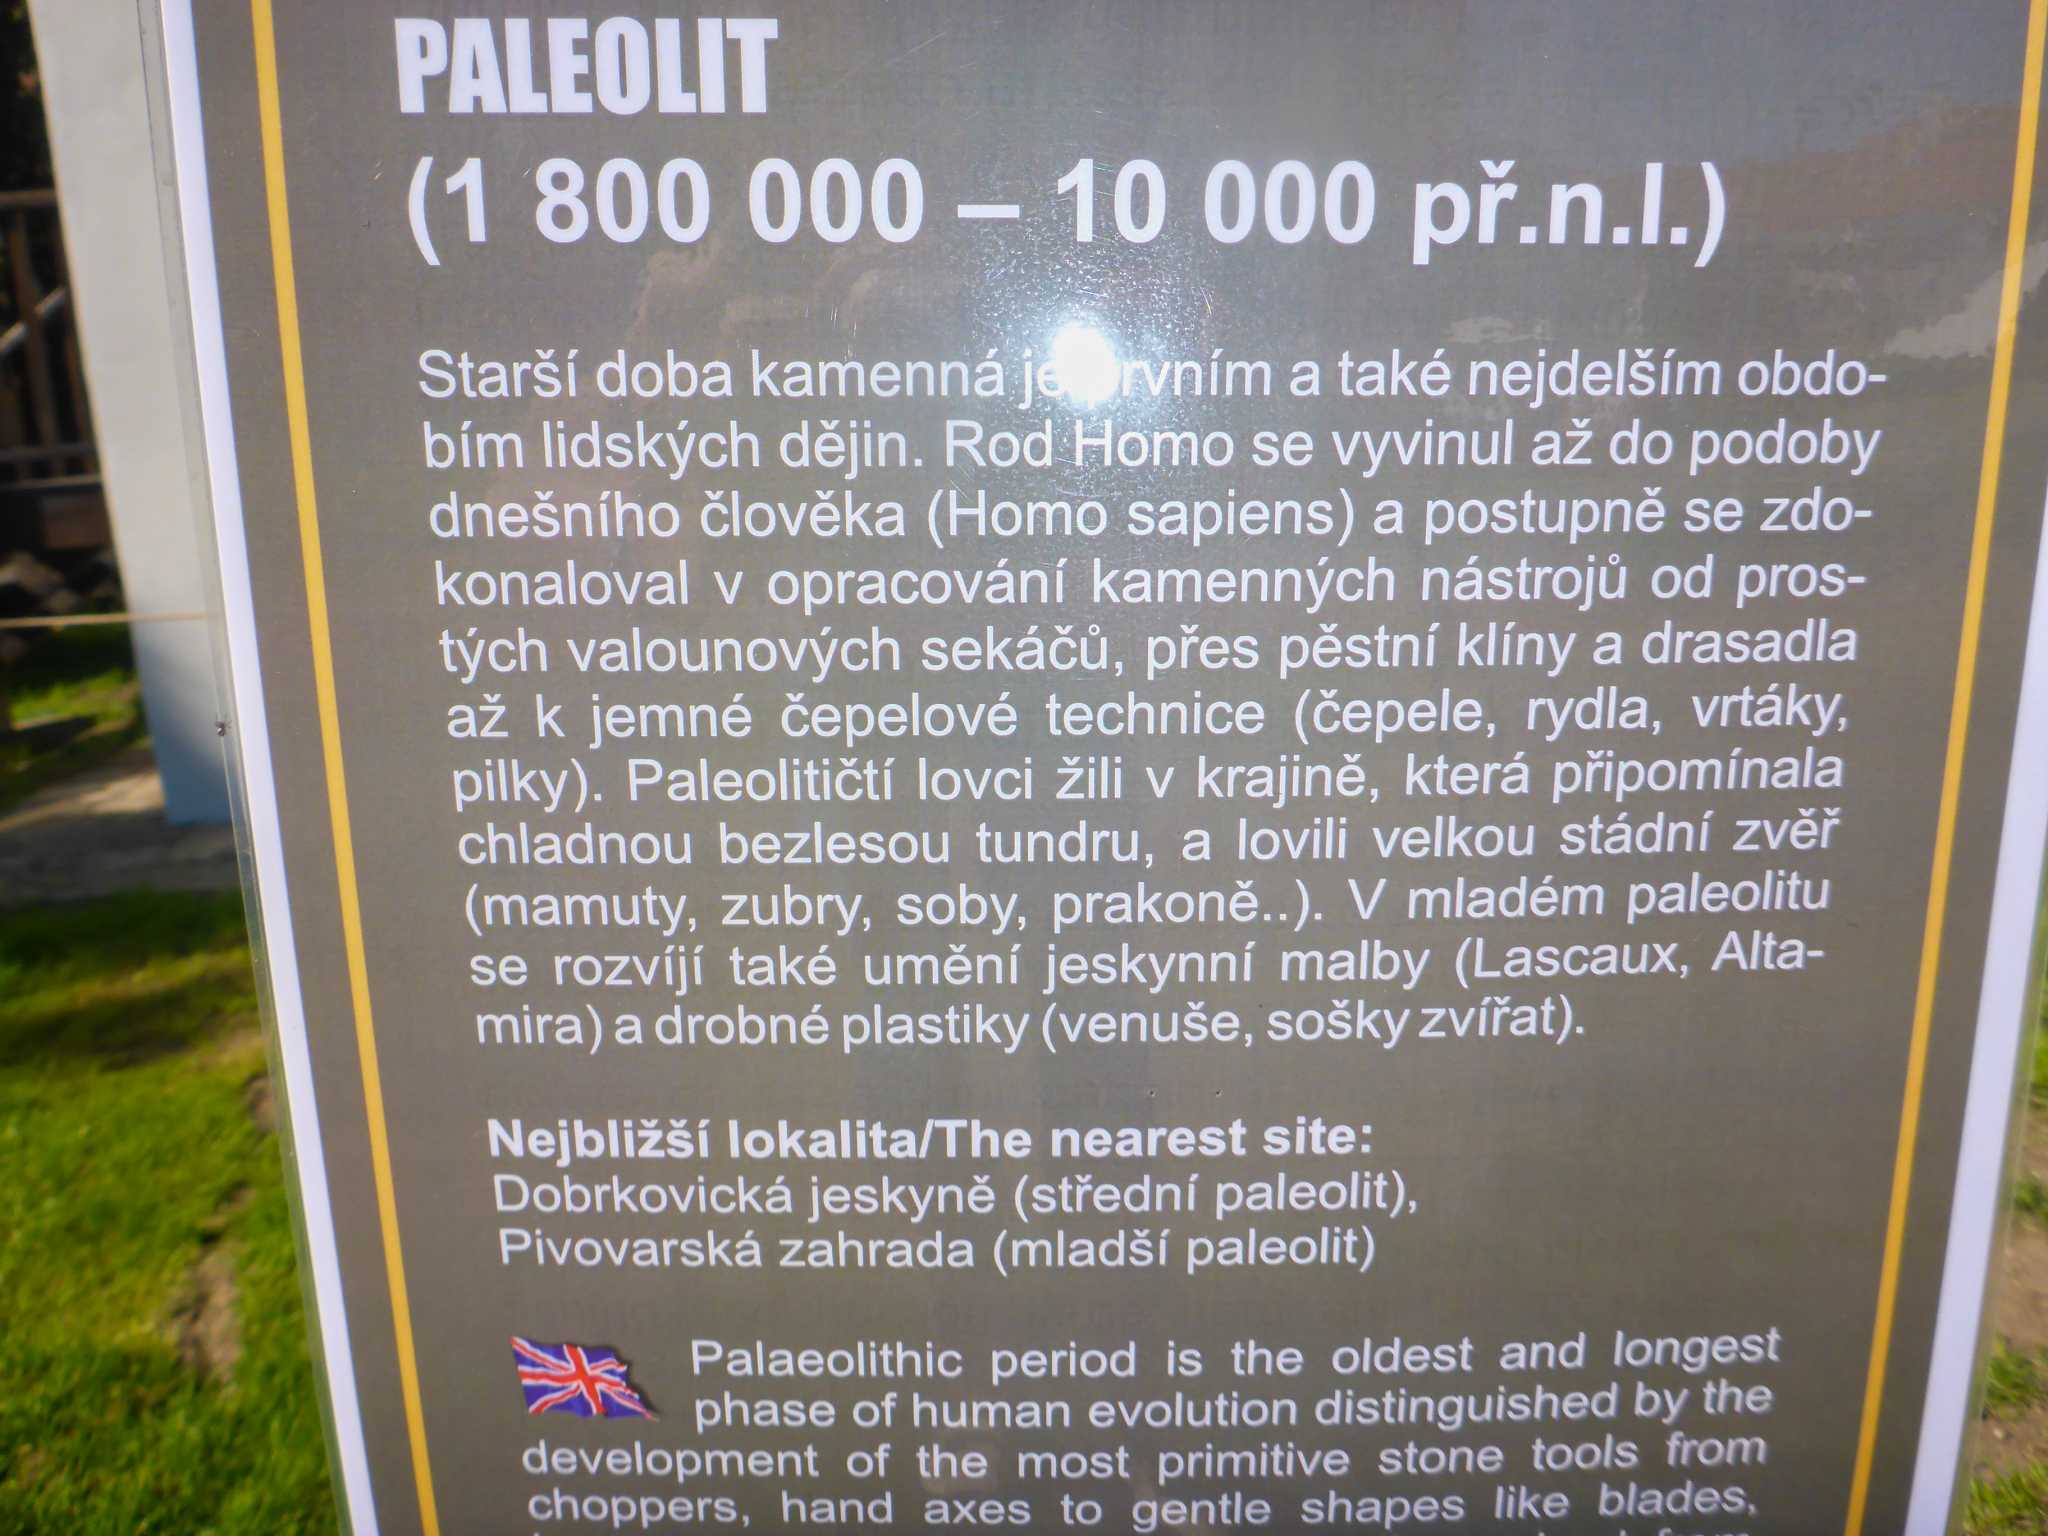 PALEOLIT
(1 800 000 – 10 000 př.n.l.)
Starší doba kamenná je prvním a také nejdelším obdo-
bím lidských dějin. Rod Homo se vyvinul až do podoby
dnešního člověka (Homo sapiens) a postupně se zdo-
konaloval v opracování kamenných nástrojů od pros-
tých valounových sekáčů, přes pěstní klíny a drasadla
až k jemné čepelové technice (čepele, rydla, vrtáky,
pilky). Paleolitičtí lovci žili v krajině, která připomínala
chladnou bezlesou tundru, a lovili velkou stádní zvěř
(mamuty, zubry, soby, prakoně..). V mladém paleolitu
se rozvíjí také umění jeskynní malby (Lascaux, Alta-
mira) a drobné plastiky (venuše, sošky zvířat).
Nejbližší lokalita/The nearest site:
Dobrkovická jeskyně (střední paleolit),
Pivovarská zahrada (mladší paleolit)
Palaeolithic period is the oldest and longest
phase of human evolution distinguished by the
development of the most primitive stone tools from
choppers, hand axes to gentle shapes like blades,